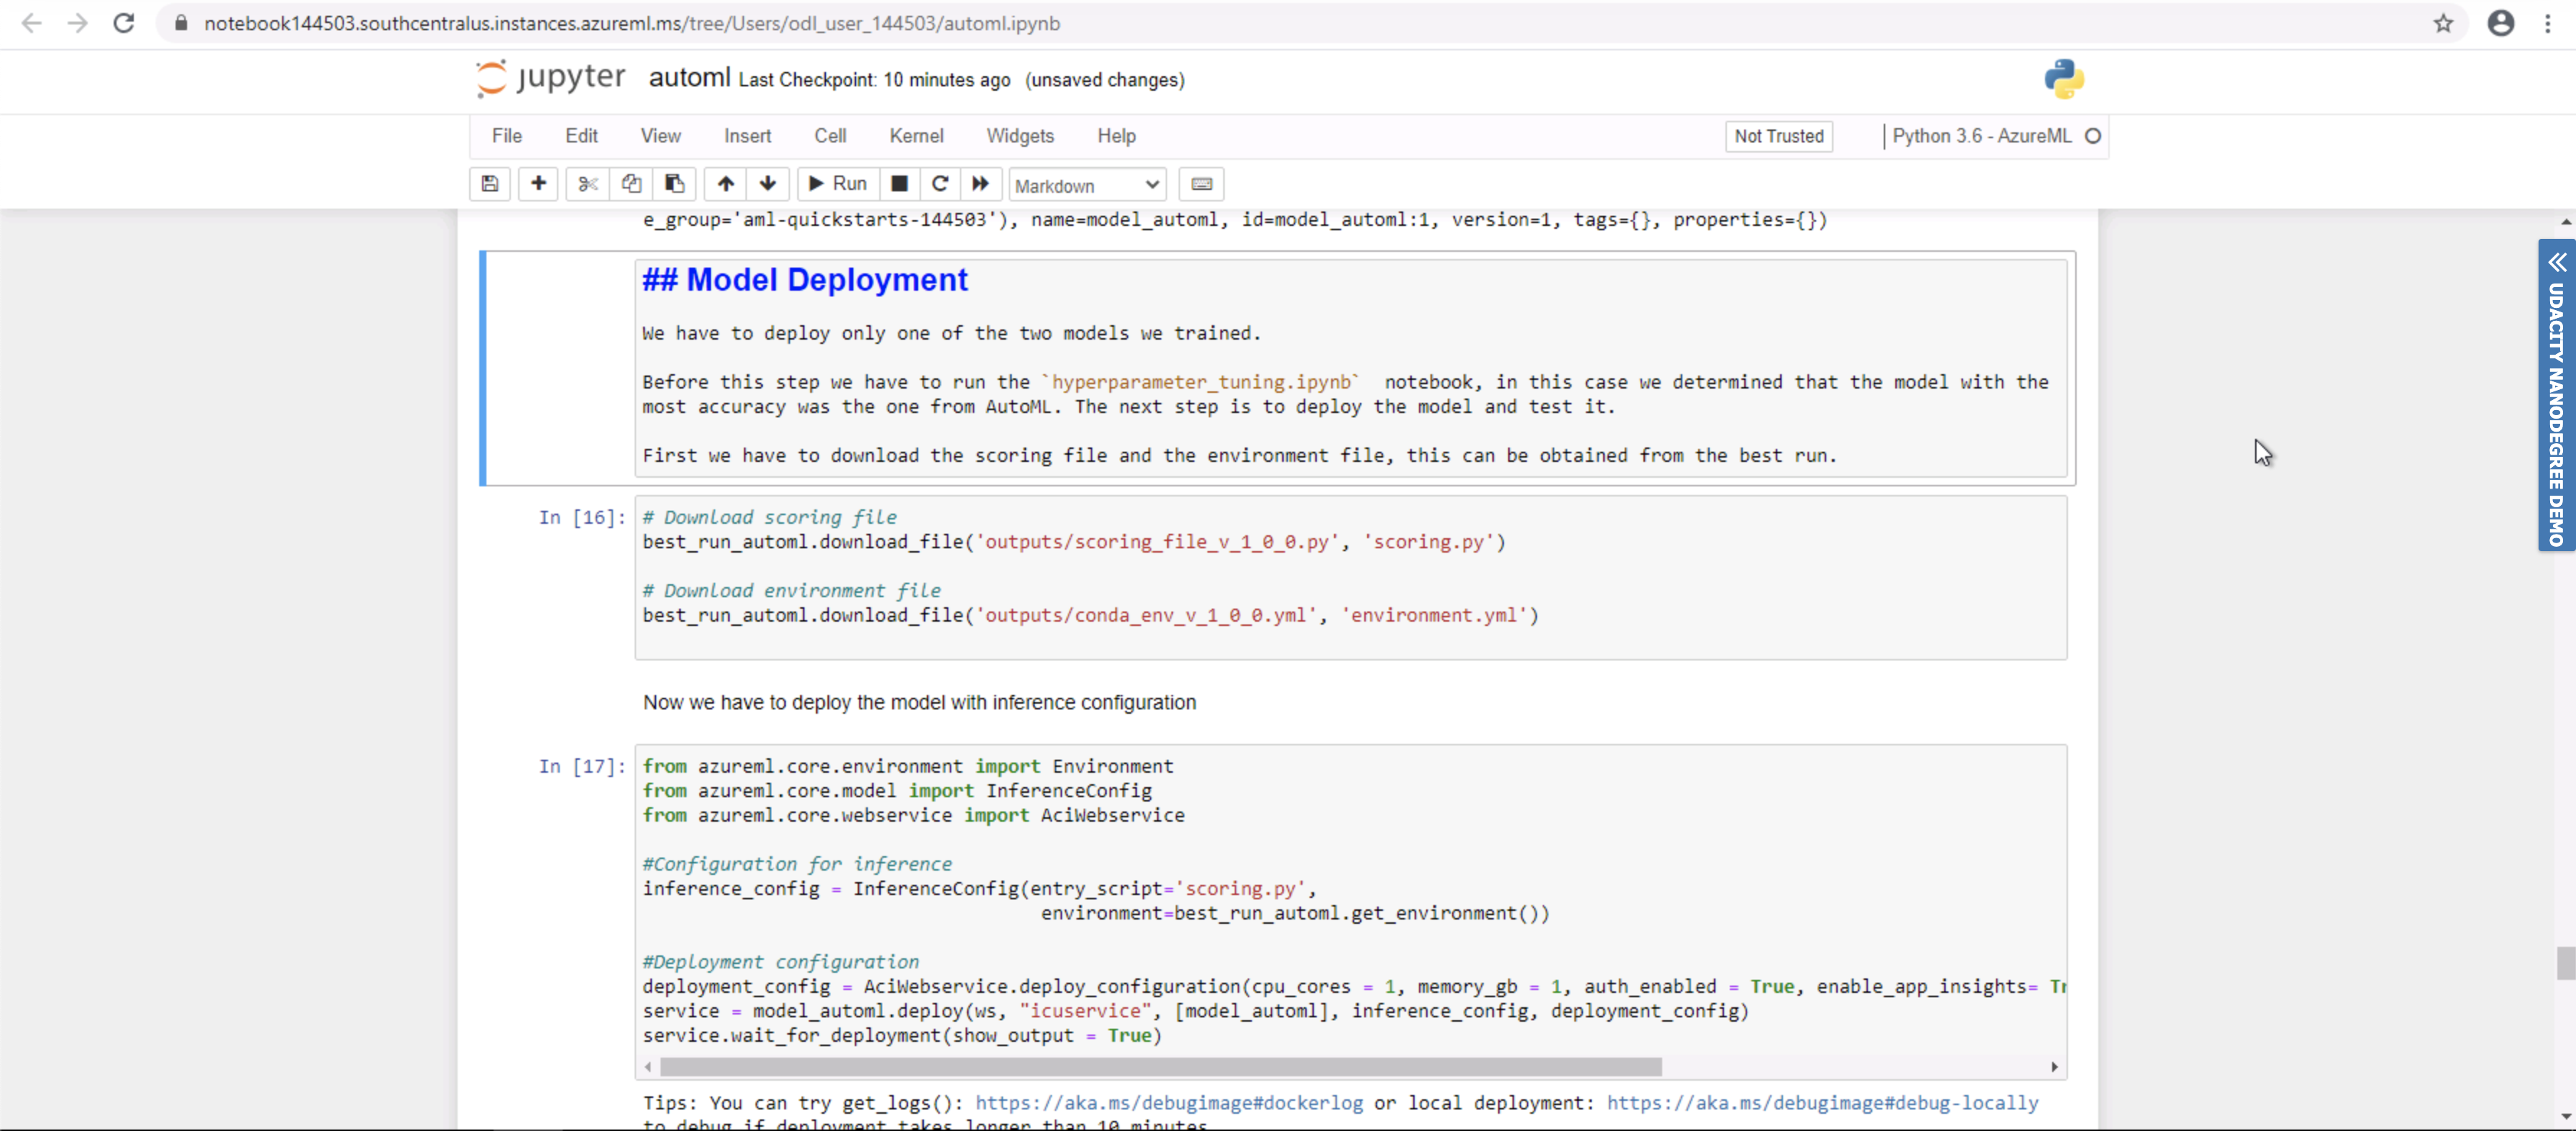 notebook144503.southcentralus.instances.azureml.ms/tree/Users/odl_user_144503/automl.ipynb
jupyter automl Last Checkpoint: 10 minutes ago (unsaved changes)
File Edit View Insert Cell Kernel Widgets Help Not Trusted Python 3.6 - AzureML
Run Markdown
e_group='aml-quickstarts-144503'), name=model_automl, id=model_automl:1, version=1, tags={}, properties={})
## Model Deployment
We have to deploy only one of the two models we trained.
Before this step we have to run the `hyperparameter_tuning.ipynb`  notebook, in this case we determined that the model with the
most accuracy was the one from AutoML. The next step is to deploy the model and test it.
First we have to download the scoring file and the environment file, this can be obtained from the best run.
In [16]: # Download scoring file
best_run_automl.download_file('outputs/scoring_file_v_1_0_0.py', 'scoring.py')
# Download environment file
best_run_automl.download_file('outputs/conda_env_v_1_0_0.yml', 'environment.yml')
Now we have to deploy the model with inference configuration
In [17]: from azureml.core.environment import Environment
from azureml.core.model import InferenceConfig
from azureml.core.webservice import AciWebservice
#Configuration for inference
inference_config = InferenceConfig(entry_script='scoring.py',
environment=best_run_automl.get_environment())
#Deployment configuration
deployment_config = AciWebservice.deploy_configuration(cpu_cores = 1, memory_gb = 1, auth_enabled = True, enable_app_insights= Tr
service = model_automl.deploy(ws, "icuservice", [model_automl], inference_config, deployment_config)
service.wait_for_deployment(show_output = True)
Tips: You can try get_logs(): https://aka.ms/debugimage#dockerlog or local deployment: https://aka.ms/debugimage#debug-locally
to debug if deployment takes longer than 10 minutes
UDACITY NANODEGREE DEMO